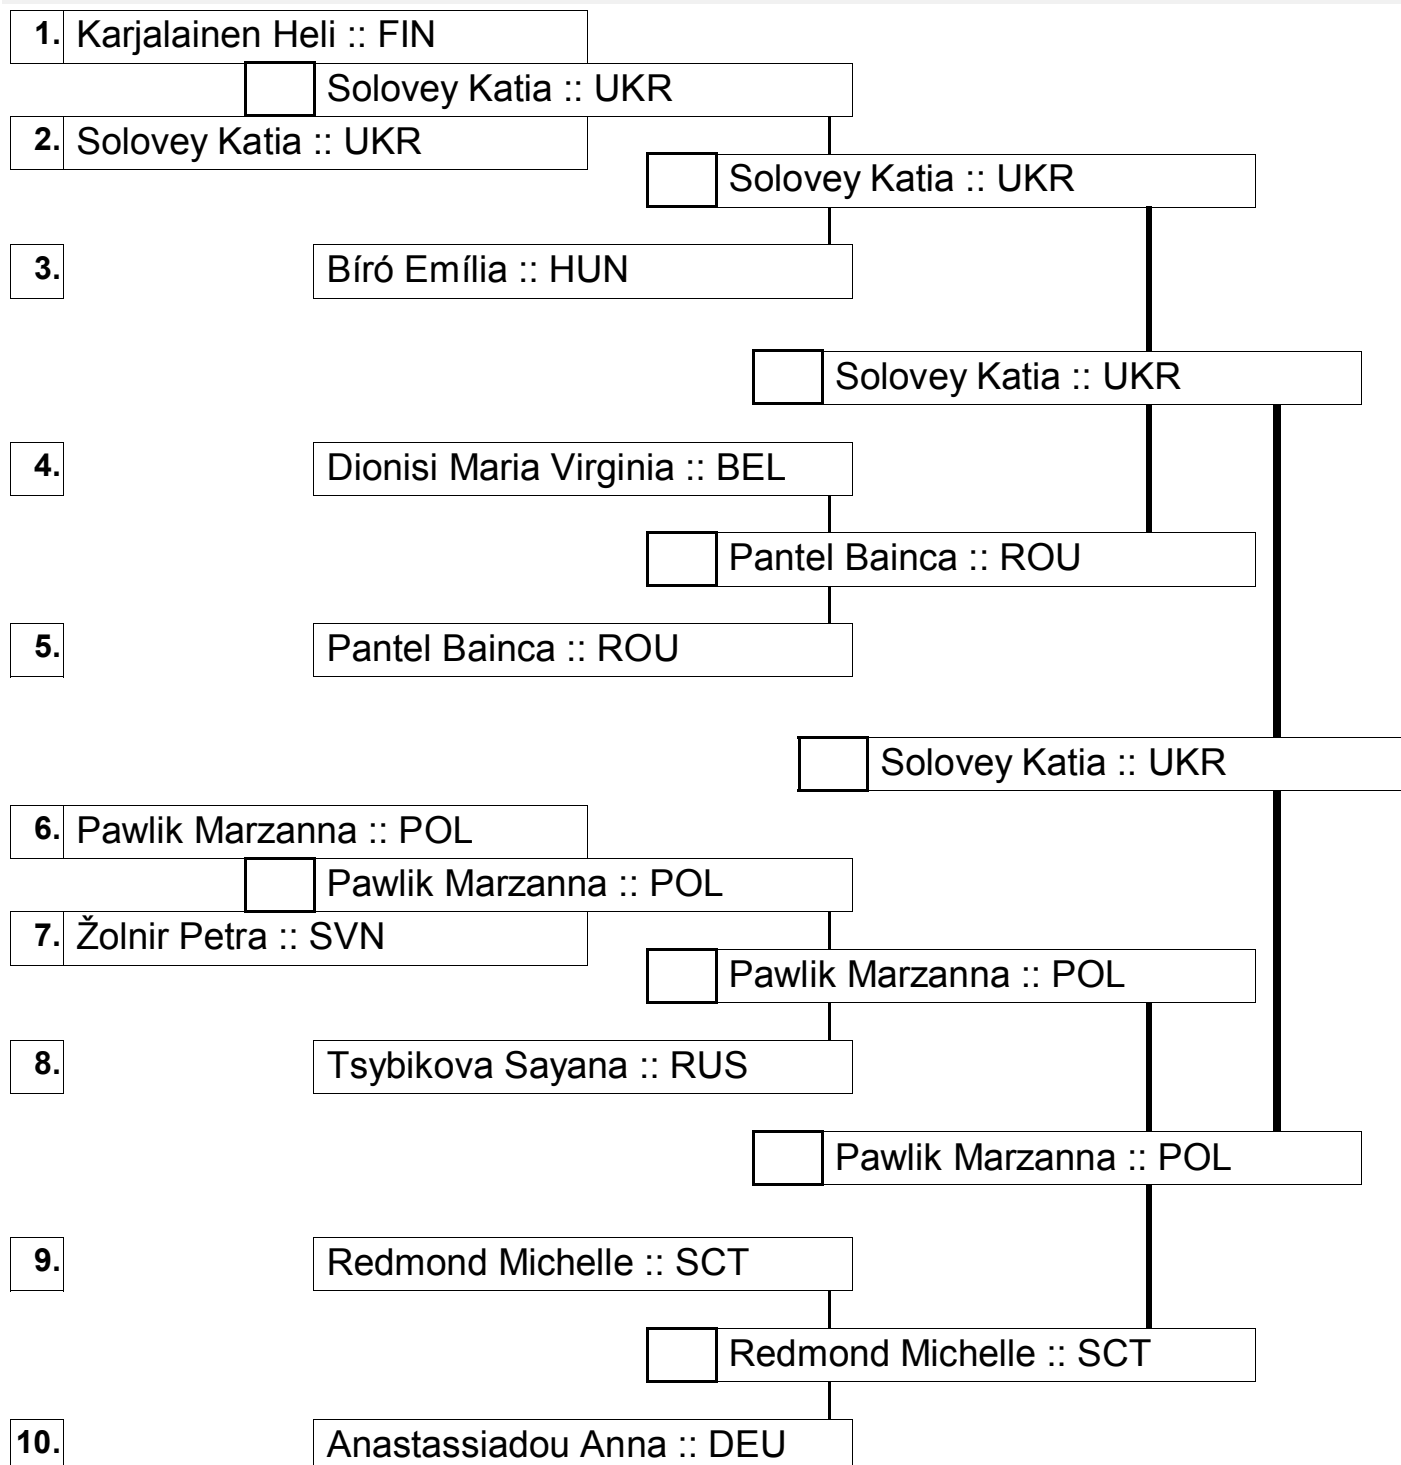 1. Karjalainen Heli :: FIN
Solovey Katia :: UKR
2. Solovey Katia :: UKR
Solovey Katia :: UKR
3. Bíró Emília :: HUN
Solovey Katia :: UKR
4. Dionisi Maria Virginia :: BEL
Pantel Bainca :: ROU
5. Pantel Bainca :: ROU
Solovey Katia :: UKR
6. Pawlik Marzanna :: POL
Pawlik Marzanna :: POL
7. Žolnir Petra :: SVN
Pawlik Marzanna :: POL
8. Tsybikova Sayana :: RUS
Pawlik Marzanna :: POL
9. Redmond Michelle :: SCT
Redmond Michelle :: SCT
10. Anastassiadou Anna :: DEU